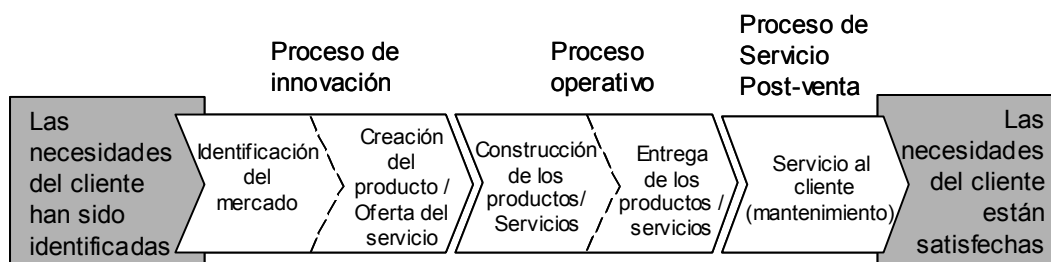 Proceso de
innovación
Proceso
operativo
Proceso de
Servicio
Post-venta
Las
necesidades
del cliente
han sido
identificadas
Identificación
del
mercado
Creación
del
producto /
Oferta del
servicio
Construcción
de los
productos/
Servicios
Entrega
de los
productos /
servicios
Servicio al
cliente
(mantenimiento)
Las
necesidades
del cliente
están
satisfechas